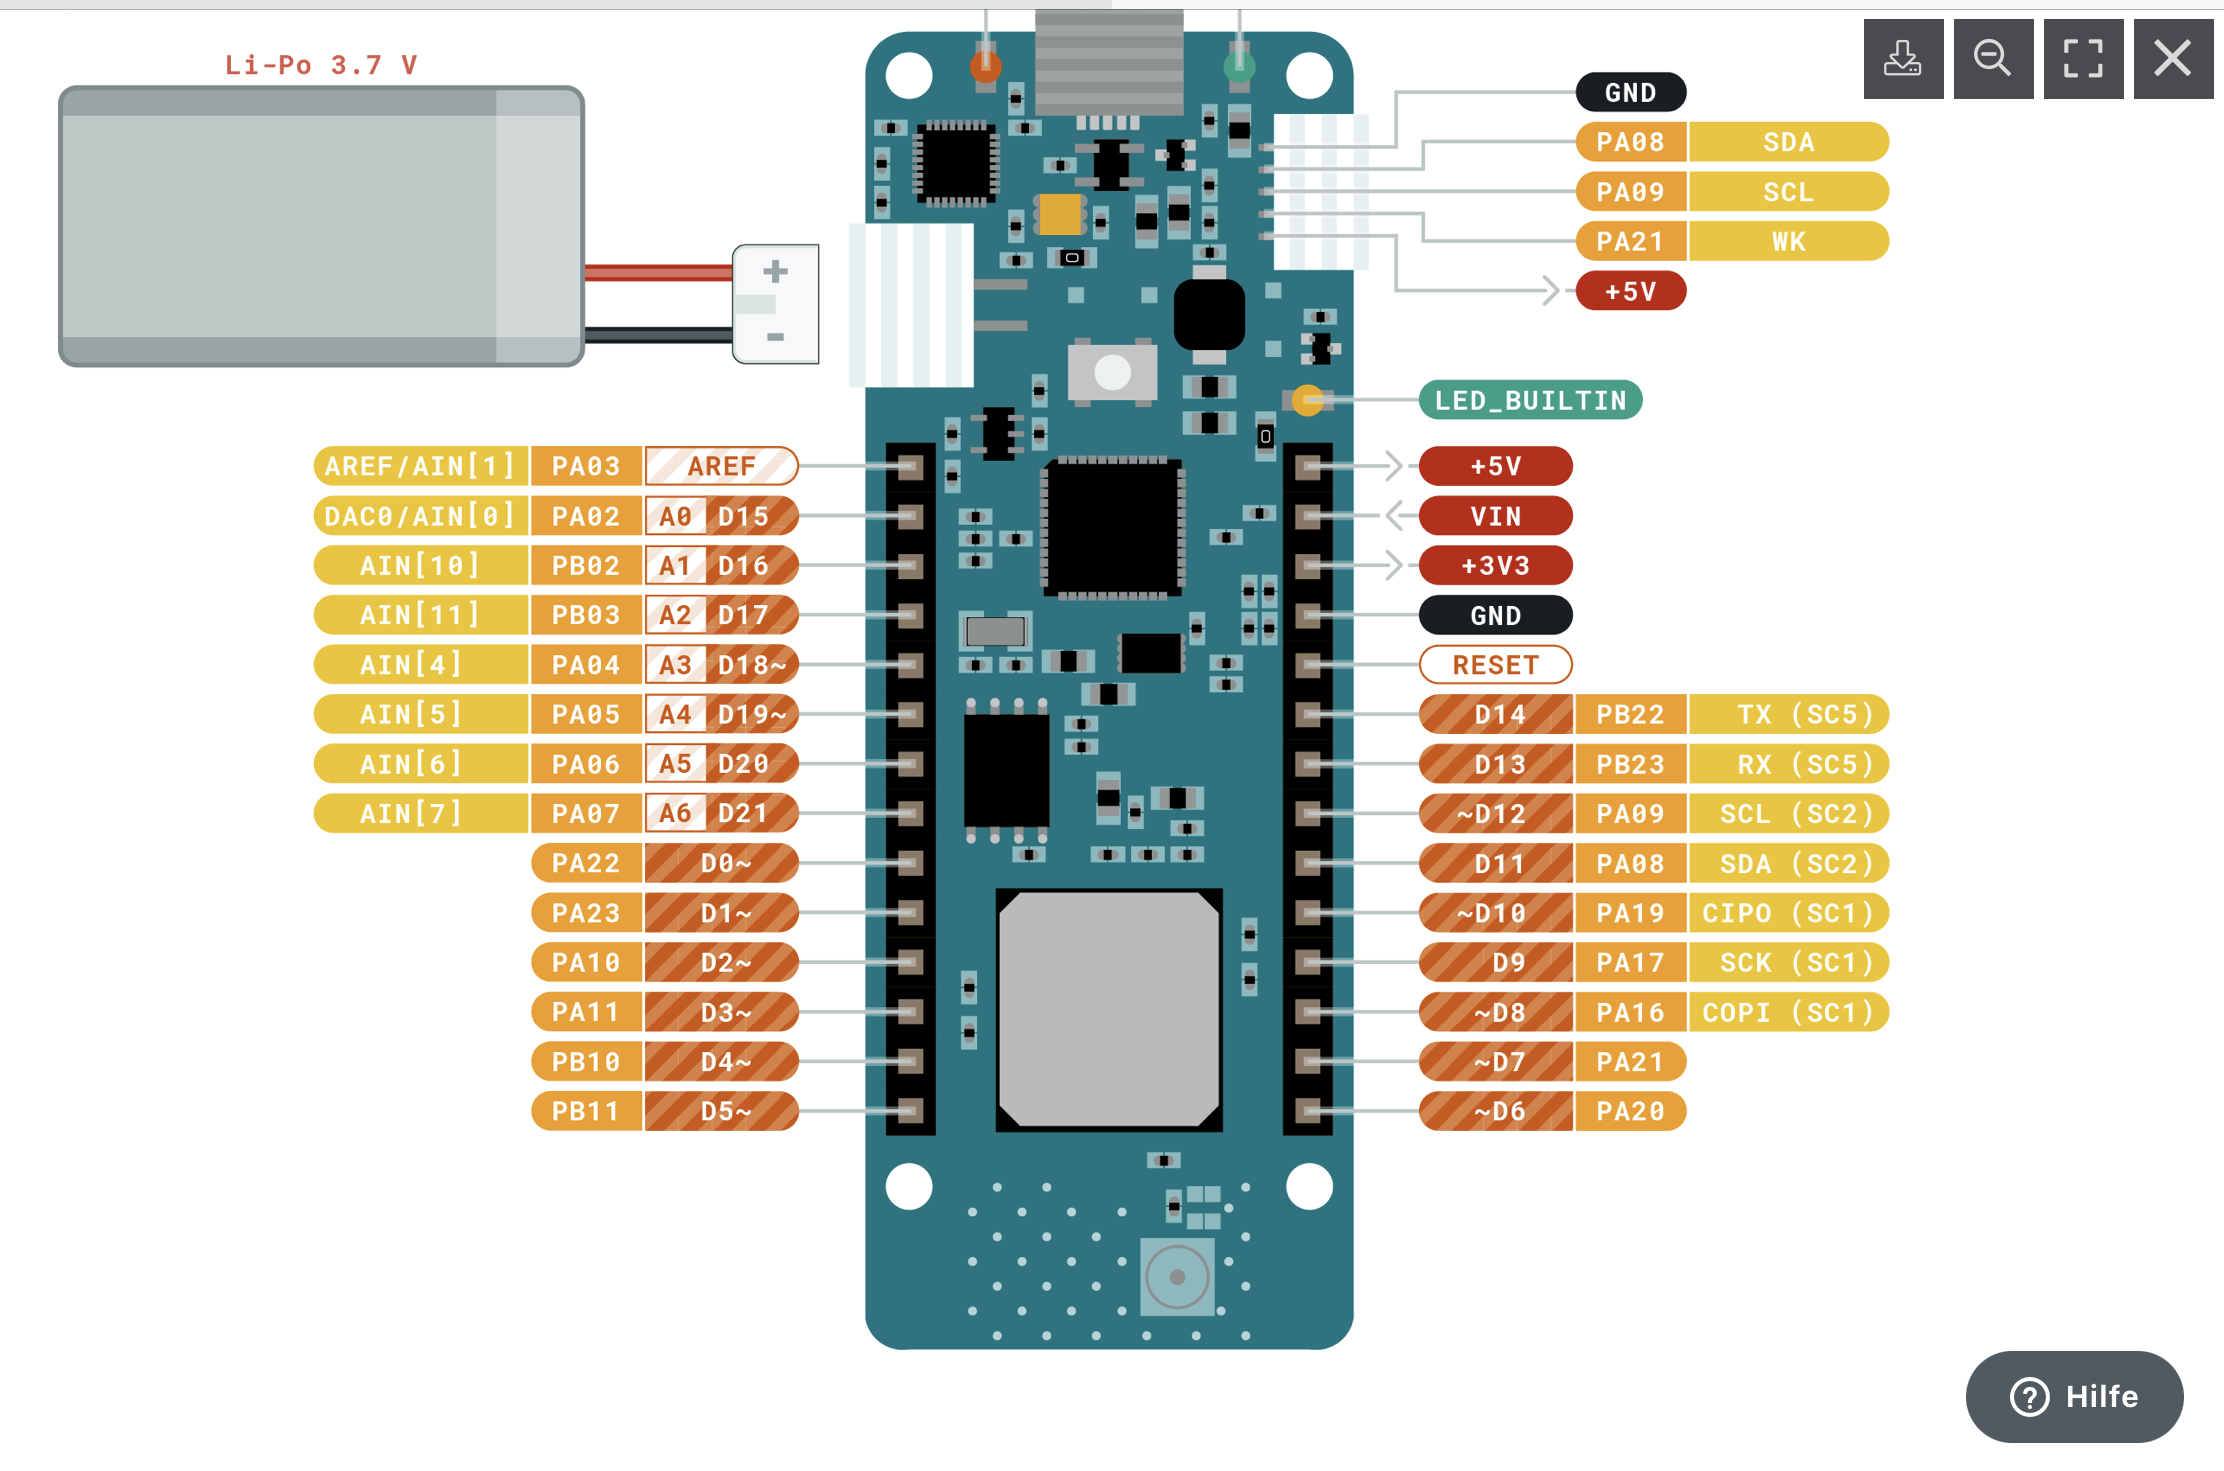 Li-Po 3.7 V
+
-
GND
PA08 SDA
PA09 SCL
PA21 WK
+5V
LED_BUILTIN
AREF/AIN[1] PA03 AREF
DAC0/AIN[0] PA02 A0 D15
AIN[10] PB02 A1 D16
AIN[11] PB03 A2 D17
AIN[4] PA04 A3 D18~
AIN[5] PA05 A4 D19~
AIN[6] PA06 A5 D20
AIN[7] PA07 A6 D21
PA22 D0~
PA23 D1~
PA10 D2~
PA11 D3~
PB10 D4~
PB11 D5~
+5V
VIN
+3V3
GND
RESET
D14 PB22 TX (SC5)
D13 PB23 RX (SC5)
~D12 PA09 SCL (SC2)
D11 PA08 SDA (SC2)
~D10 PA19 CIPO (SC1)
D9 PA17 SCK (SC1)
~D8 PA16 COPI (SC1)
~D7 PA21
~D6 PA20
0
0
? Hilfe